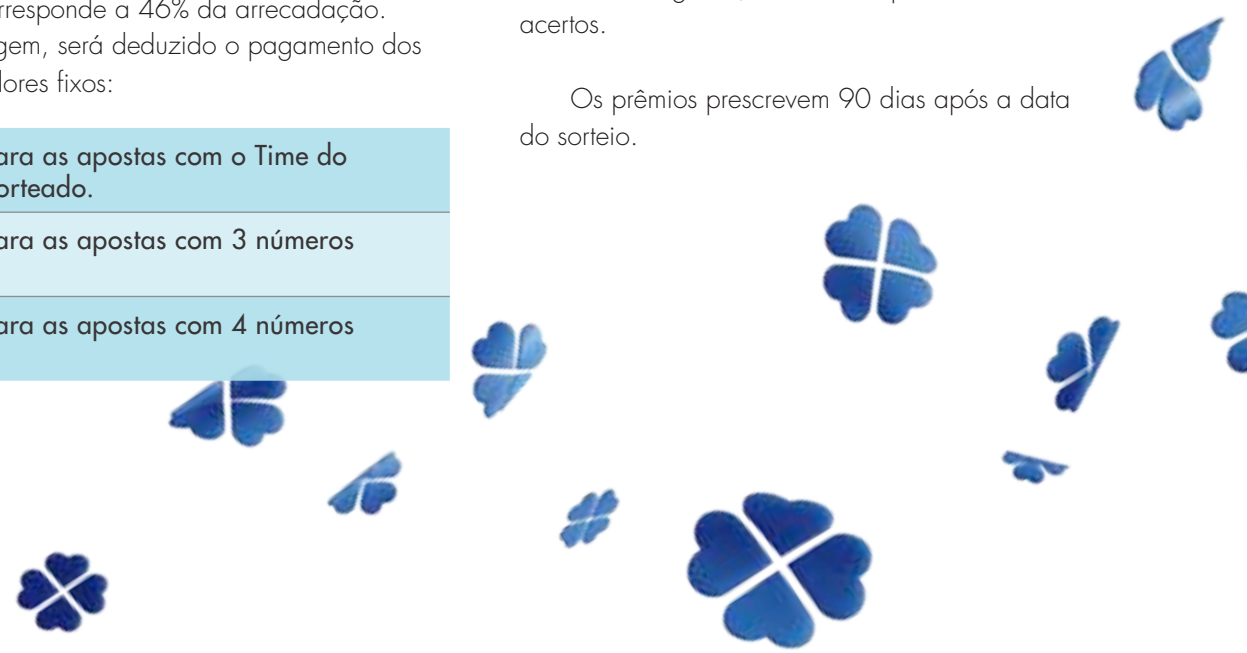 rresponde a 46% da arrecadação.
gem, será deduzido o pagamento dos
lores fixos:
ara as apostas com o Time do
orteado.
ara as apostas com 3 números
ara as apostas com 4 números
acertos.
Os prêmios prescrevem 90 dias após a data
do sorteio.